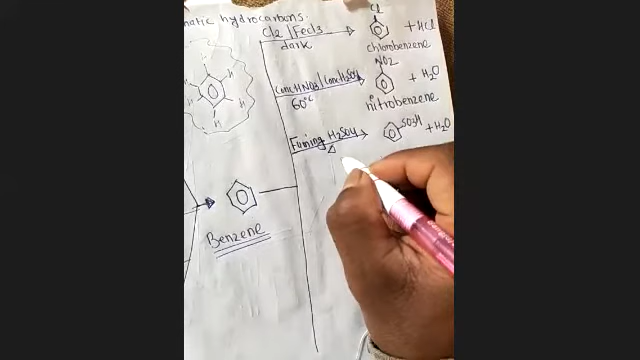 matic hydrocarbons.
Cl2 | FeCl3
dark
Cl
+ HCl
chlorobenzene
Conc HNO3 / Conc H2SO4
60°C
NO2
+ H2O
nitrobenzene
Fuming H2SO4
Δ
SO3H
+ H2O
H
H
H
H
H
Benzene